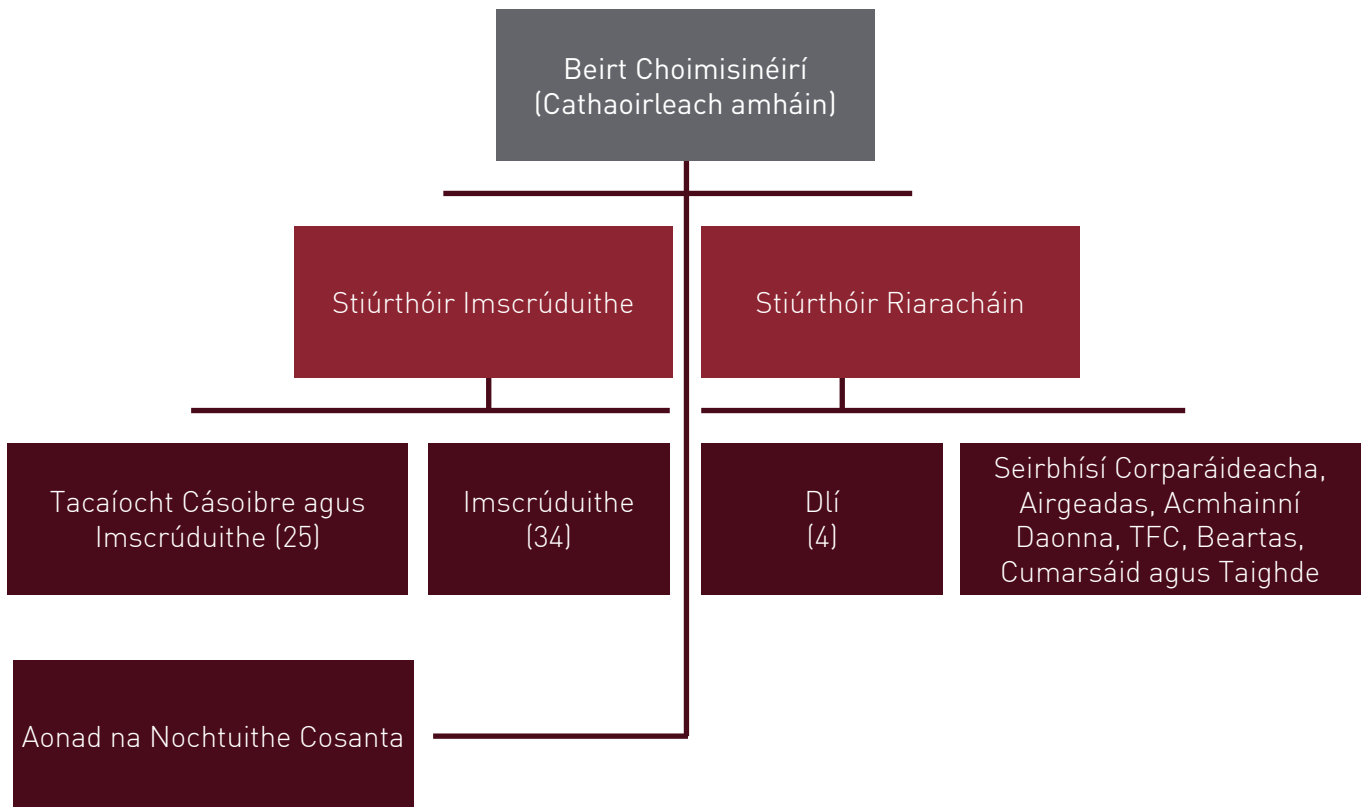 Beirt Choimisinéirí
(Cathaoirleach amháin)
Stiúrthóir Imscrúduithe
Stiúrthóir Riaracháin
Tacaíocht Cásoibre agus
Imscrúduithe (25)
Imscrúduithe
(34)
Dlí
(4)
Seirbhísí Corparáideacha,
Airgeadas, Acmhainní
Daonna, TFC, Beartas,
Cumarsáid agus Taighde
Aonad na Nochtuithe Cosanta